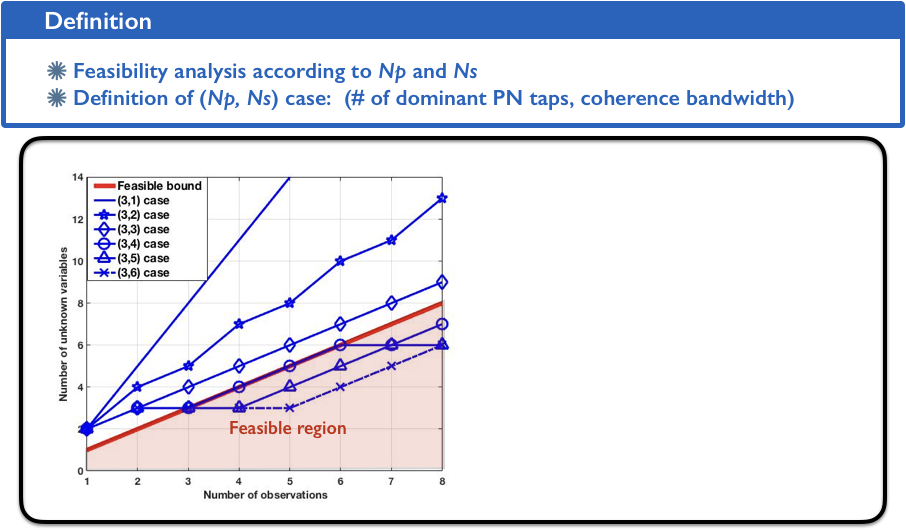 Definition
Feasibility analysis according to Np and Ns
Definition of (Np, Ns) case: (# of dominant PN taps, coherence bandwidth)
14
12
10
8
6
4
2
0
Number of unknown variables
Feasible bound
(3,1) case
(3,2) case
(3,3) case
(3,4) case
(3,5) case
(3,6) case
Feasible region
1 2 3 4 5 6 7 8
Number of observations